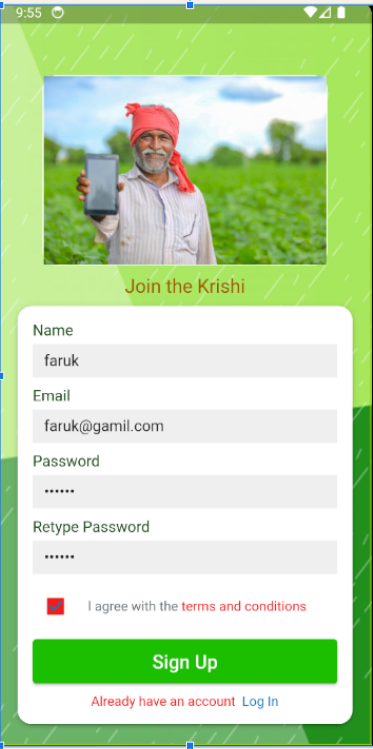 9:55
Join the Krishi
Name
faruk
Email
faruk@gamil.com
Password
••••••
Retype Password
••••••
I agree with the terms and conditions
Sign Up
Already have an account Log In